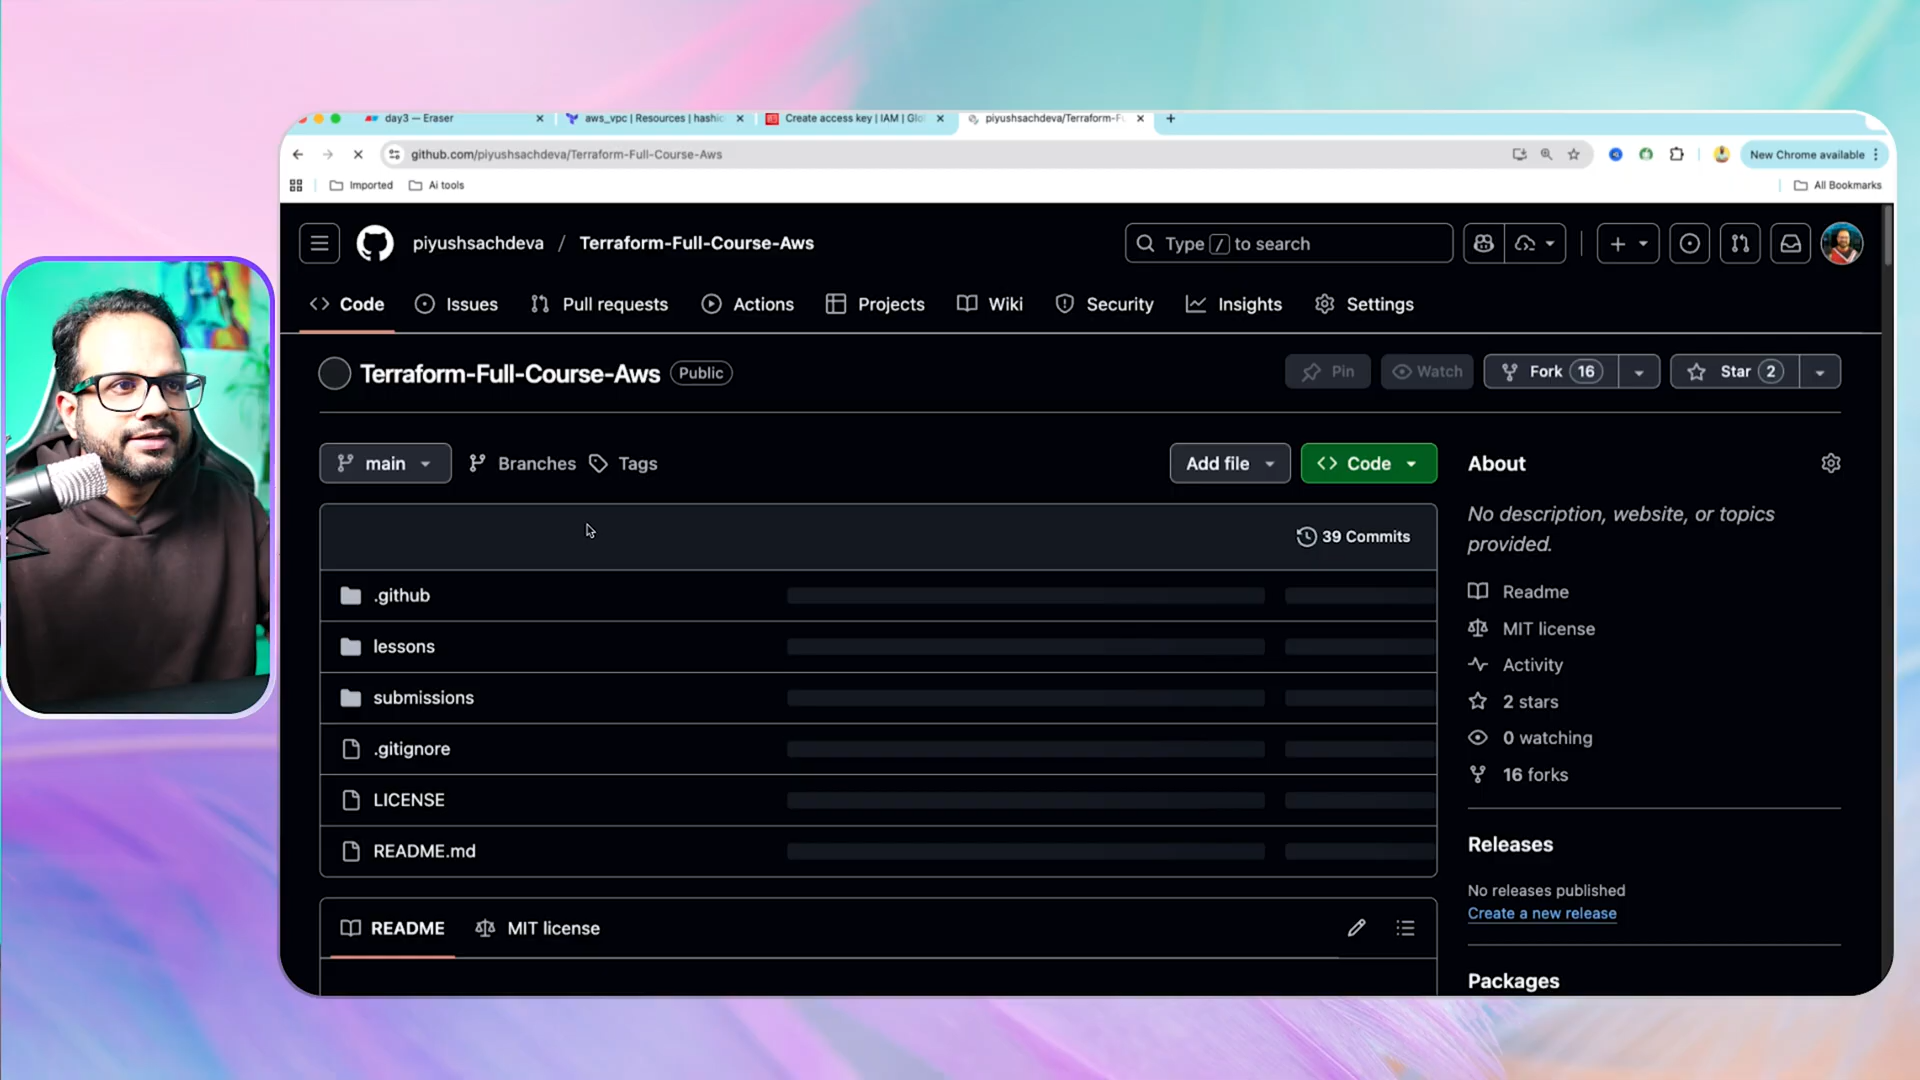 day3 — Eraser
aws_vpc | Resources | hashic
Create access key | IAM | Glo
piyushsachdeva/Terraform-F
github.com/piyushsachdeva/Terraform-Full-Course-Aws
New Chrome available
Imported
Ai tools
All Bookmarks
piyushsachdeva / Terraform-Full-Course-Aws
Type / to search
Code
Issues
Pull requests
Actions
Projects
Wiki
Security
Insights
Settings
Terraform-Full-Course-Aws
Public
Pin
Watch
Fork 16
Star 2
main
Branches
Tags
Add file
Code
39 Commits
.github
lessons
submissions
.gitignore
LICENSE
README.md
README
MIT license
About
No description, website, or topics
provided.
Readme
MIT license
Activity
2 stars
0 watching
16 forks
Releases
No releases published
Create a new release
Packages